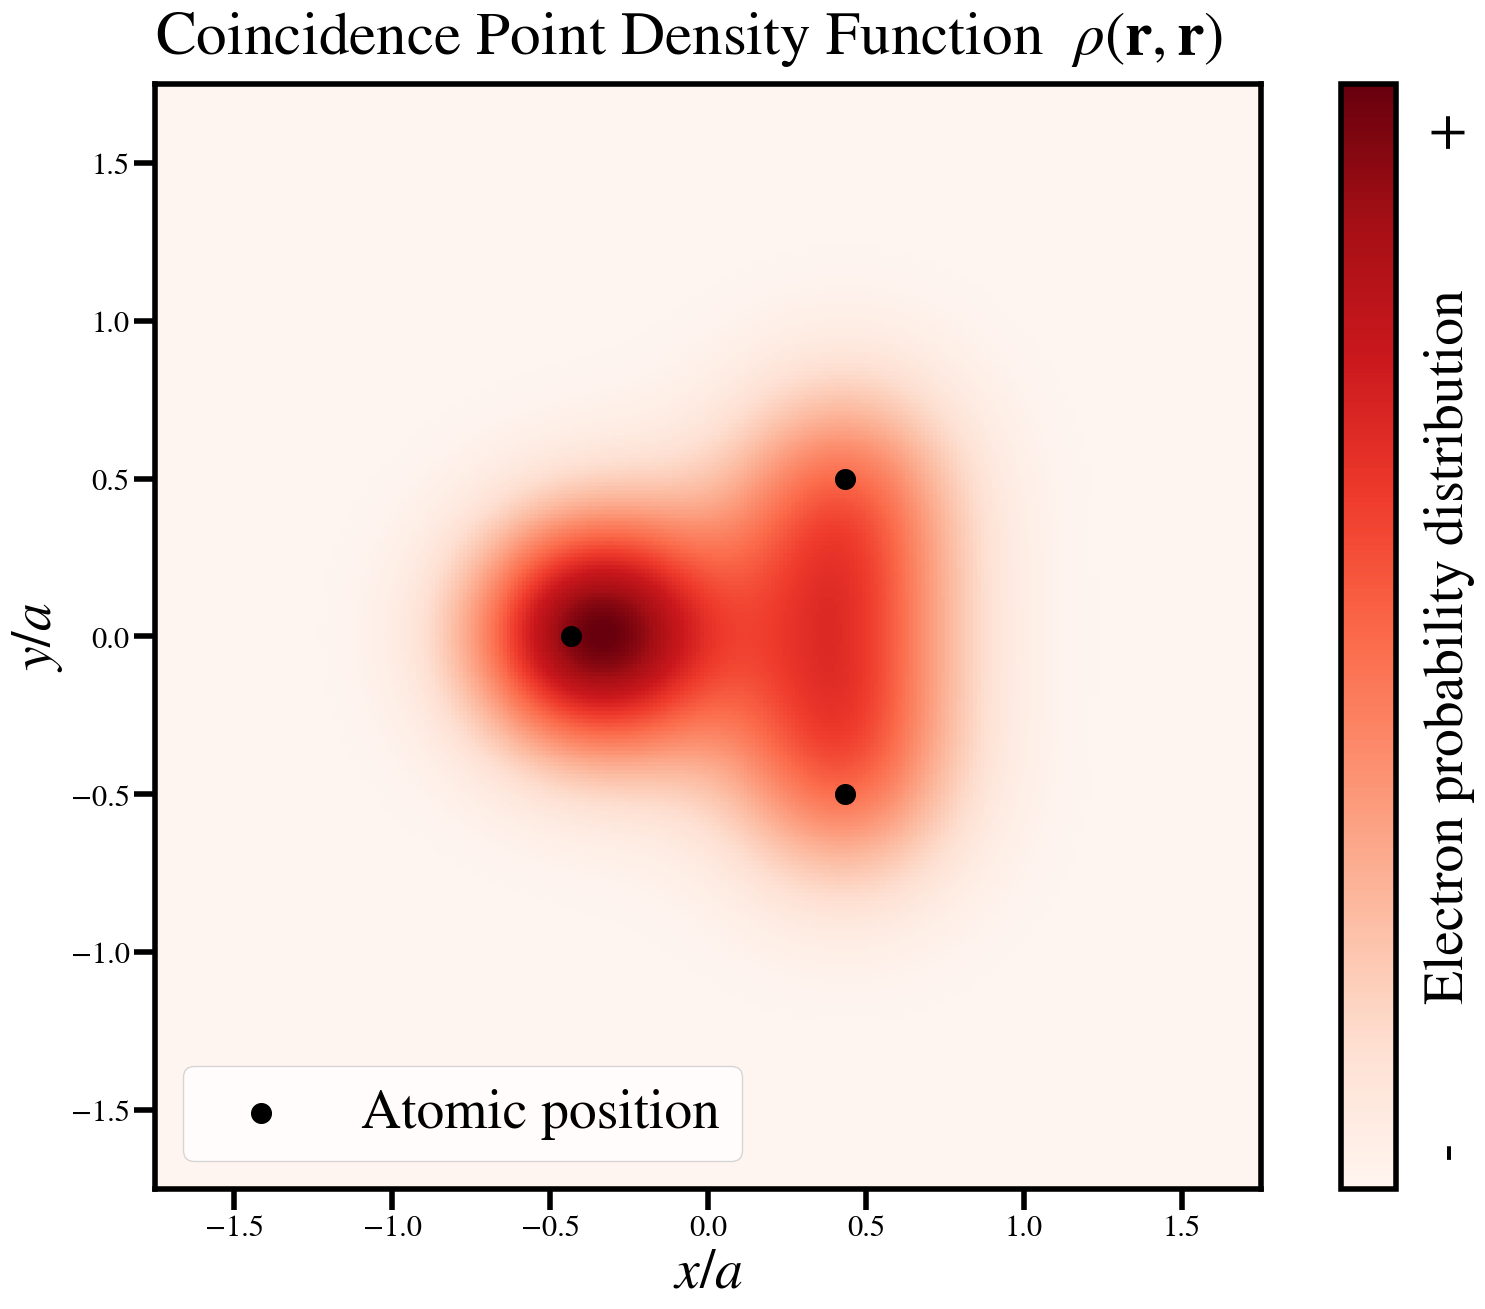 Coincidence Point Density Function ρ(r, r)
1.5
1.0
0.5
0.0
−0.5
−1.0
−1.5
y/a
Atomic position
−1.5 −1.0 −0.5 0.0 0.5 1.0 1.5
x/a
- Electron probability distribution +